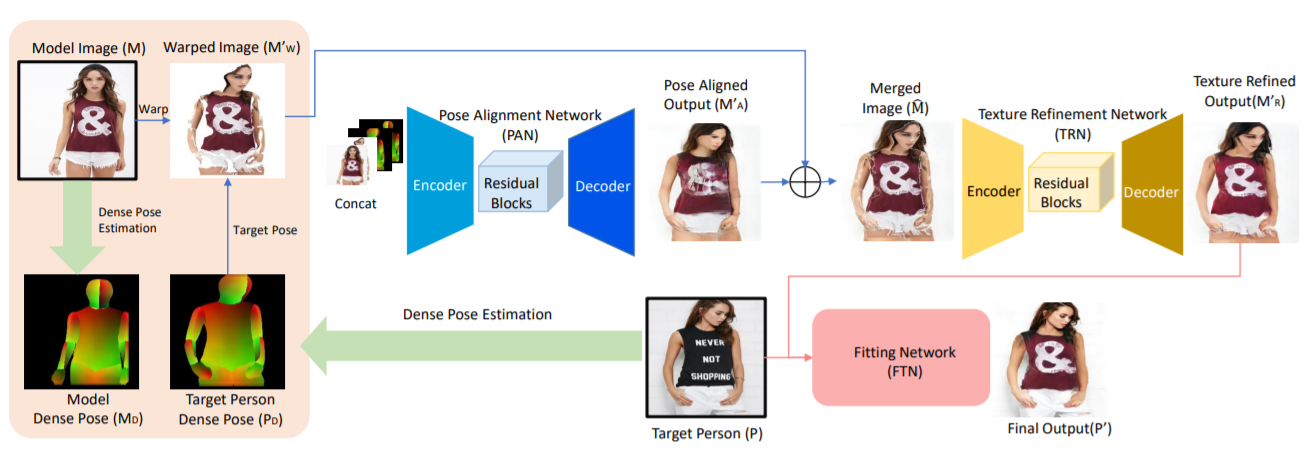 Model Image (M)
Warped Image (M'w)
Warp
&
&
Dense Pose
Estimation
Target Pose
Model
Dense Pose (MD)
Target Person
Dense Pose (PD)
Concat
&
Pose Alignment Network
(PAN)
Encoder
Residual
Blocks
Decoder
Pose Aligned
Output (M'A)
&
Merged
Image (M̄)
&
Texture Refinement Network
(TRN)
Encoder
Residual
Blocks
Decoder
Texture Refined
Output(M'R)
&
Dense Pose Estimation
NEVER
NOT
SHOPPING
Target Person (P)
Fitting Network
(FTN)
&
Final Output(P')